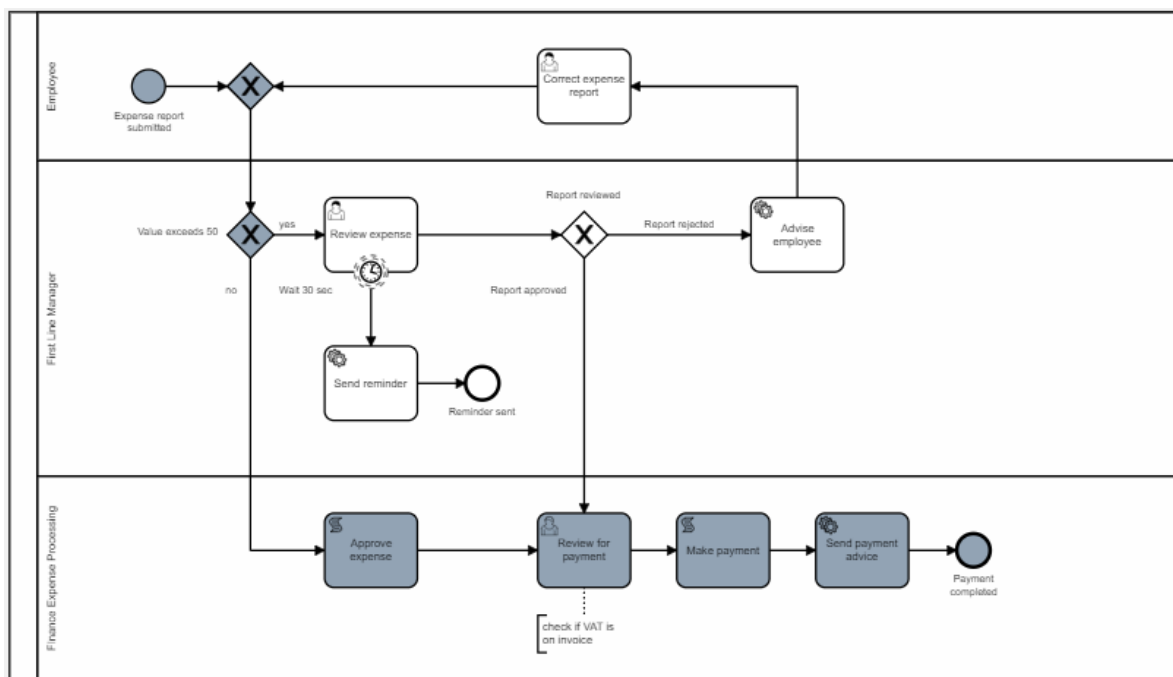 Employee
Expense report
submitted
Correct expense
report
First Line Manager
Value exceeds 50
yes
no
Review expense
Wait 30 sec
Send reminder
Reminder sent
Report reviewed
Report rejected
Report approved
Advise
employee
Finance Expense Processing
Approve
expense
Review for
payment
Make payment
Send payment
advice
Payment
completed
check if VAT is
on invoice